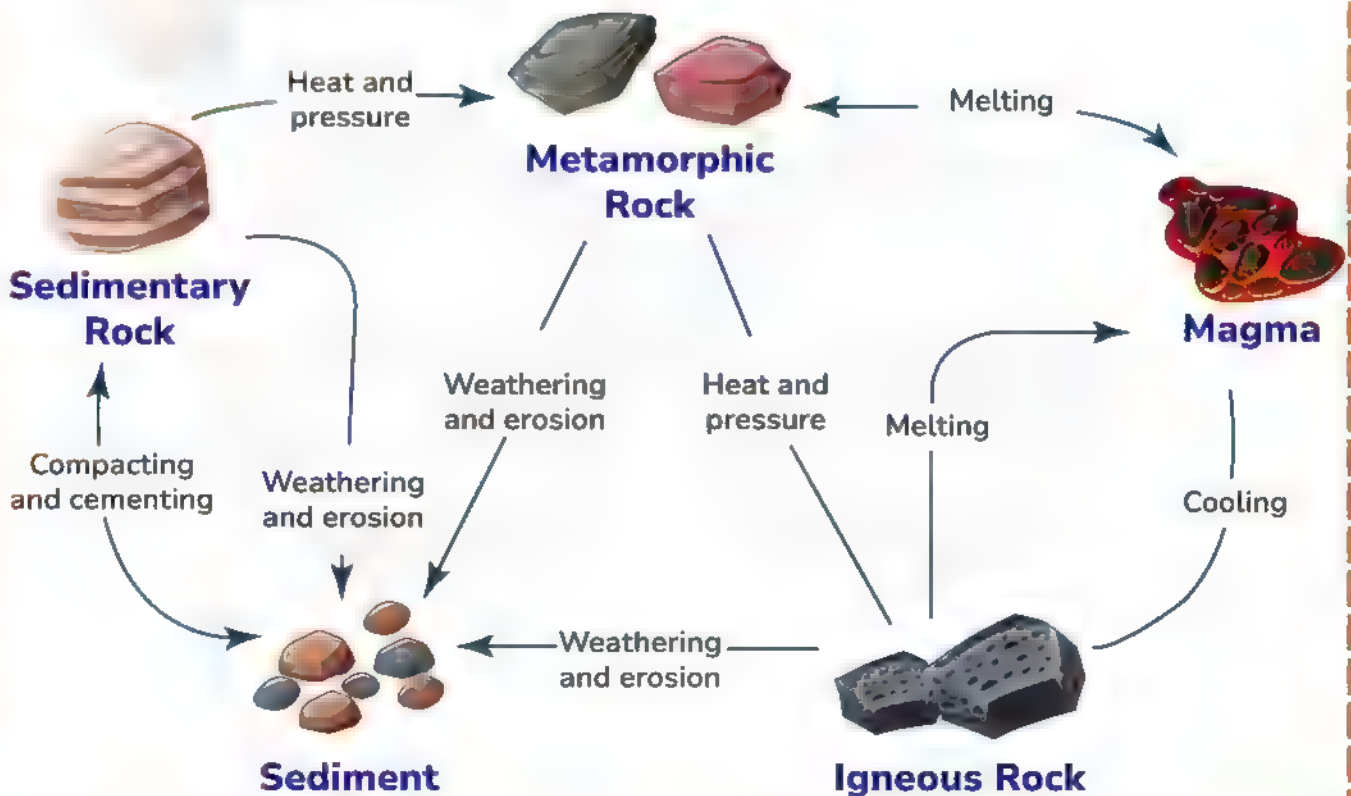 Heat and
pressure
Melting
Metamorphic
Rock
Sedimentary
Rock
Magma
Weathering
and erosion
Heat and
pressure
Melting
Compacting
and cementing
Weathering
and erosion
Cooling
Weathering
and erosion
Sediment
Igneous Rock